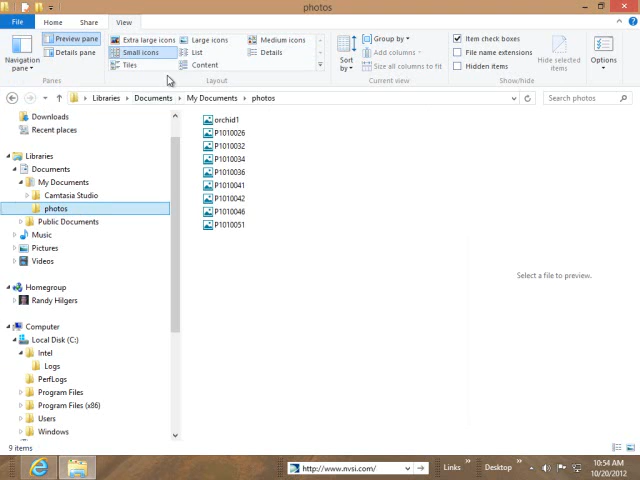 photos
File Home Share View
Preview pane
Details pane
Navigation pane
Panes
Extra large icons Large icons Medium icons
Small icons List Details
Tiles Content
Layout
Sort by
Group by
Add columns
Size all columns to fit
Current view
Item check boxes
File name extensions
Hidden items
Hide selected items
Show/hide
Options
Libraries Documents My Documents photos
Search photos
Downloads
Recent places
Libraries
Documents
My Documents
Camtasia Studio
photos
Public Documents
Music
Pictures
Videos
Homegroup
Randy Hilgers
Computer
Local Disk (C:)
Intel
Logs
PerfLogs
Program Files
Program Files (x86)
Users
Windows
orchid1
P1010026
P1010032
P1010034
P1010036
P1010041
P1010042
P1010046
P1010051
Select a file to preview.
9 items
http://www.nvsi.com/
Links »
Desktop »
10:54 AM
10/20/2012